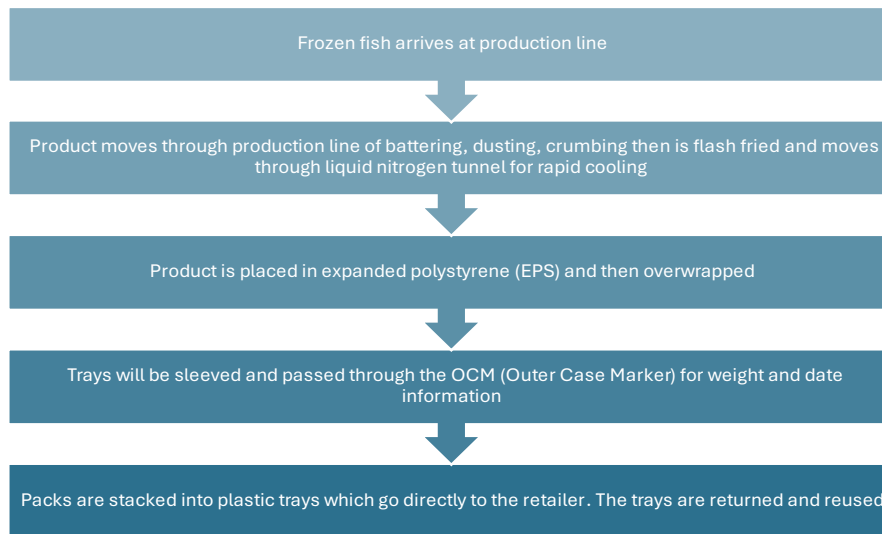 Frozen fish arrives at production line
Product moves through production line of battering, dusting, crumbing then is flash fried and moves
through liquid nitrogen tunnel for rapid cooling
Product is placed in expanded polystyrene (EPS) and then overwrapped
Trays will be sleeved and passed through the OCM (Outer Case Marker) for weight and date
information
Packs are stacked into plastic trays which go directly to the retailer. The trays are returned and reused